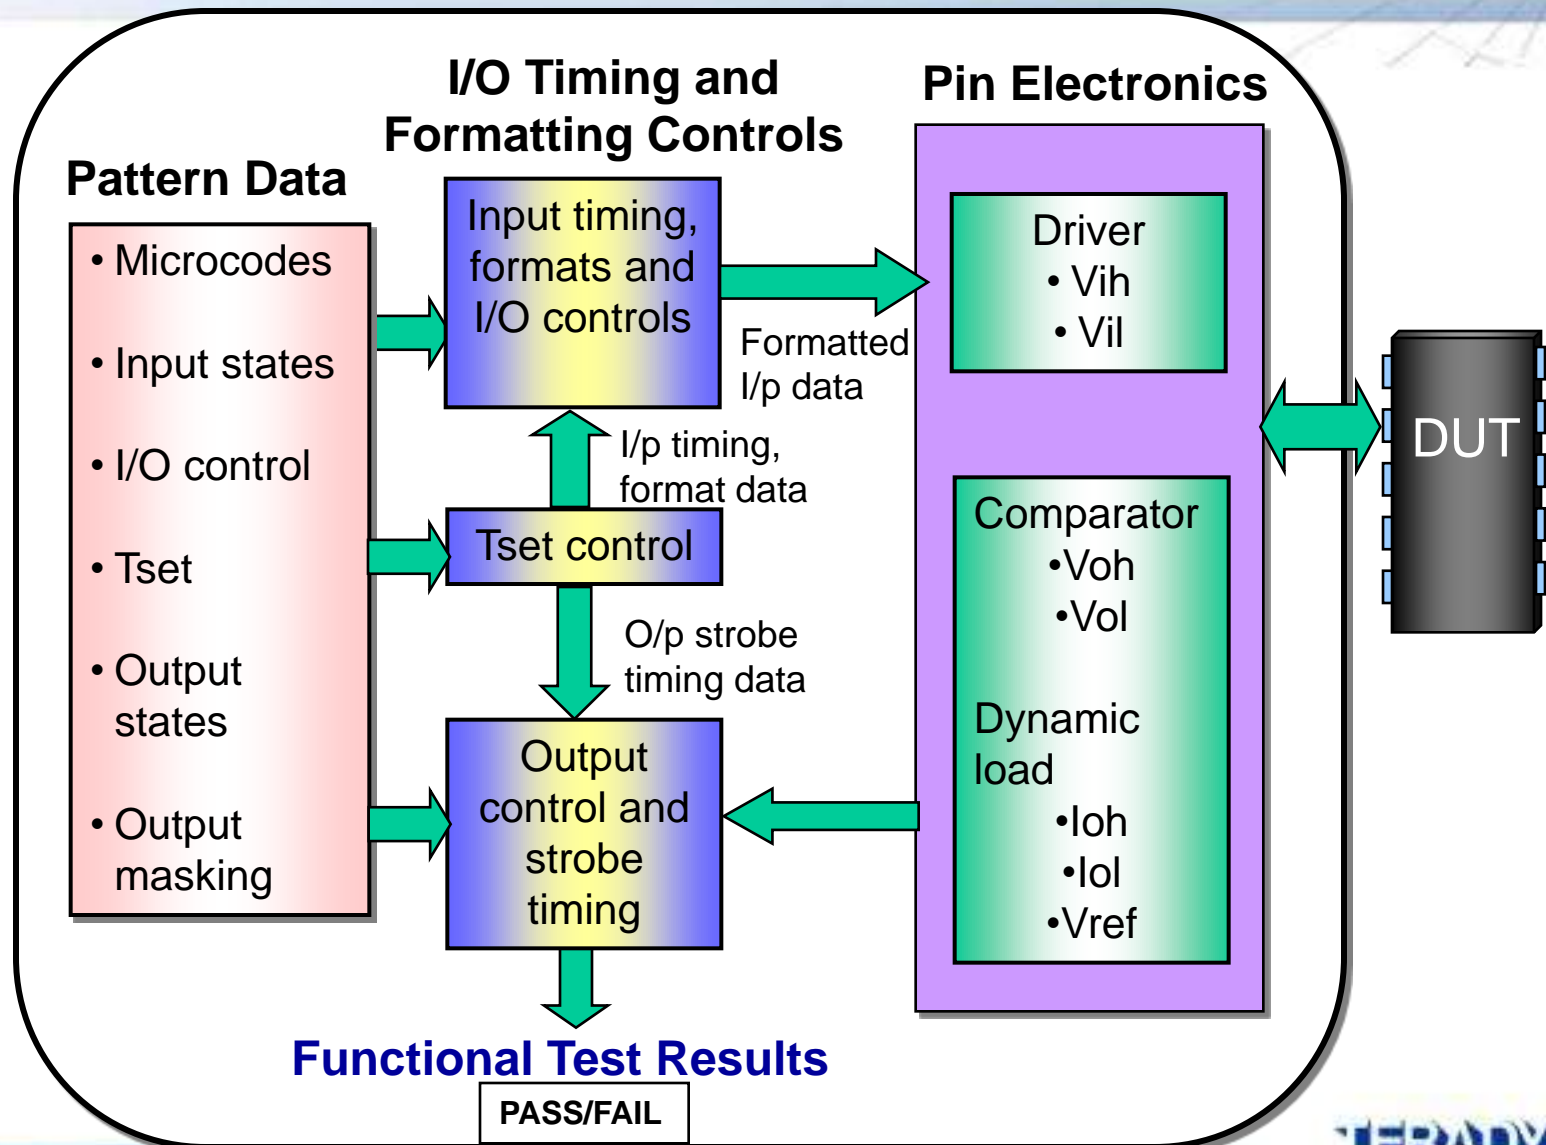 I/O Timing and
Formatting Controls
Pin Electronics
Pattern Data
• Microcodes
• Input states
• I/O control
• Tset
• Output
states
• Output
masking
Input timing,
formats and
I/O controls
Formatted
I/p data
I/p timing,
format data
Tset control
O/p strobe
timing data
Output
control and
strobe
timing
Driver
• Vih
• Vil
Comparator
•Voh
•Vol
Dynamic
load
•Ioh
•Iol
•Vref
DUT
Functional Test Results
PASS/FAIL